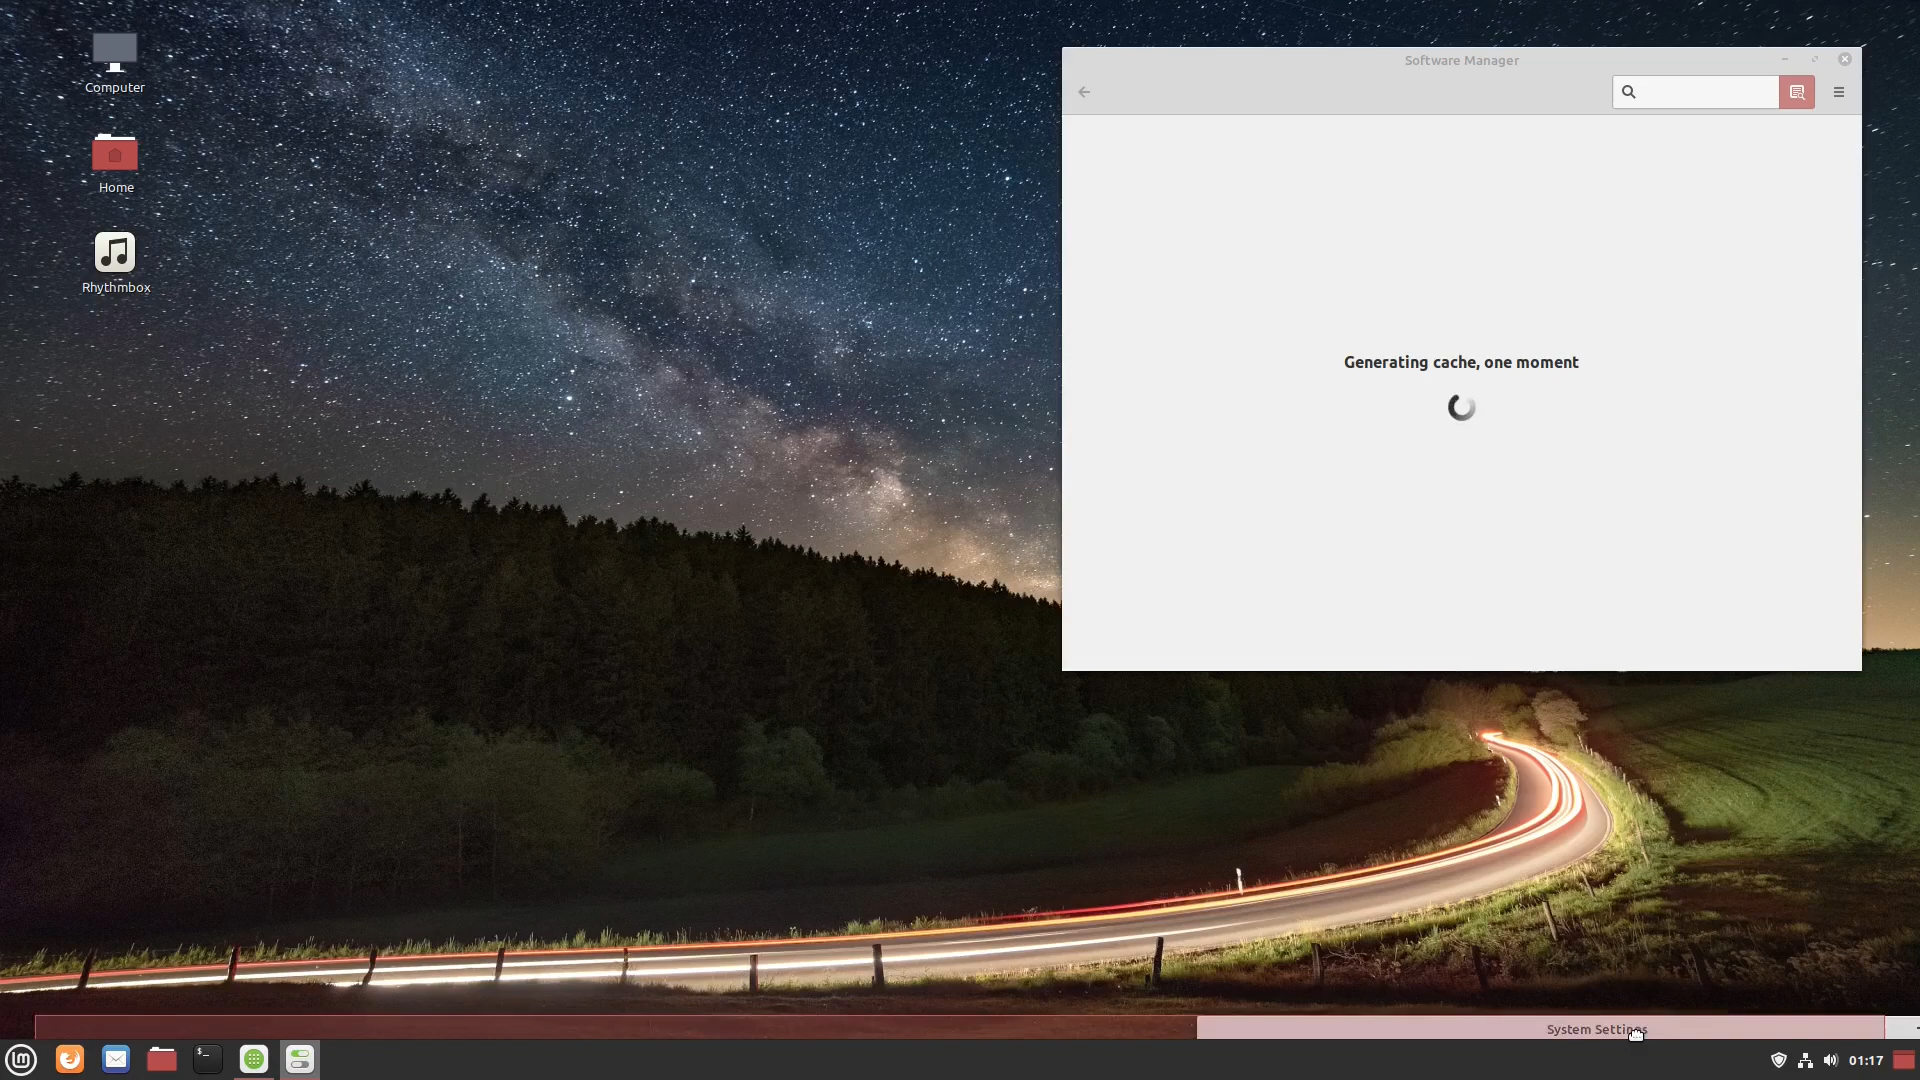 Computer
Home
Rhythmbox
Software Manager
Generating cache, one moment
System Settings
01:17